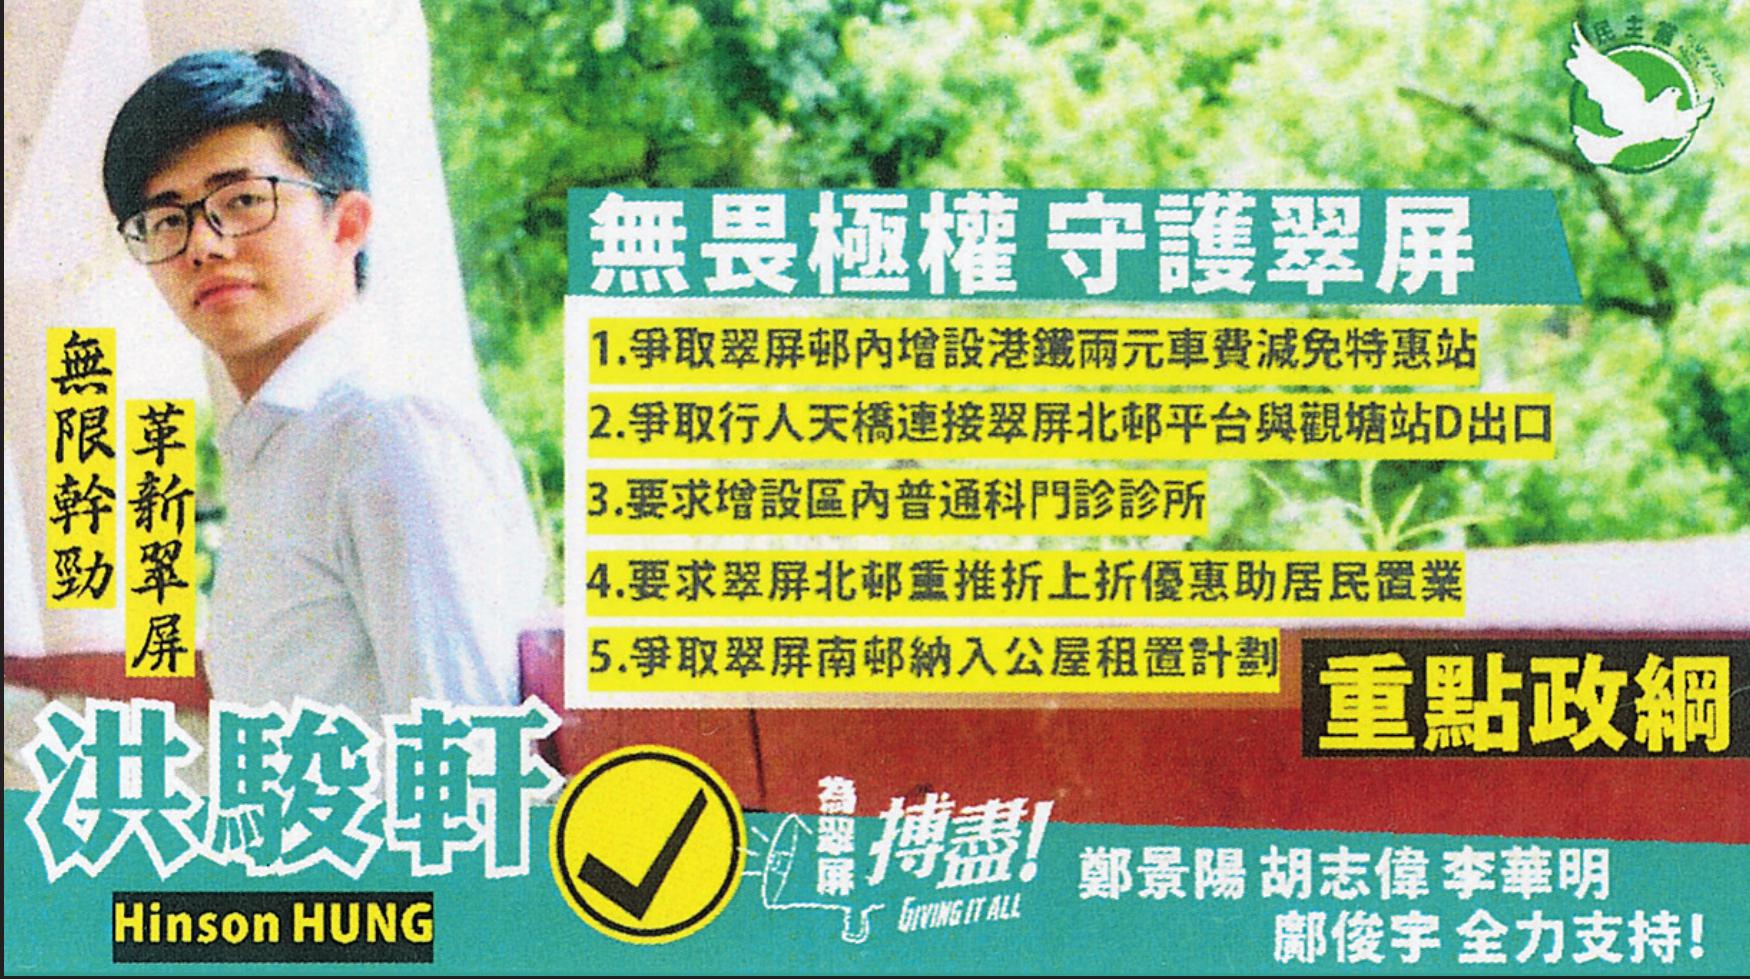 民主黨
無畏極權 守護翠屏
1.爭取翠屏邨內增設港鐵兩元車費減免特惠站
2.爭取行人天橋連接翠屏北邨平台與觀塘站D出口
3.要求增設區內普通科門診診所
4.要求翠屏北邨重推折上折優惠助居民置業
5.爭取翠屏南邨納入公屋租置計劃
重點政綱
無限幹勁
革新翠屏
洪駿軒
Hinson HUNG
為翠屏
搏盡!
GIVING IT ALL
鄭景陽 胡志偉 李華明
鄺俊宇 全力支持!